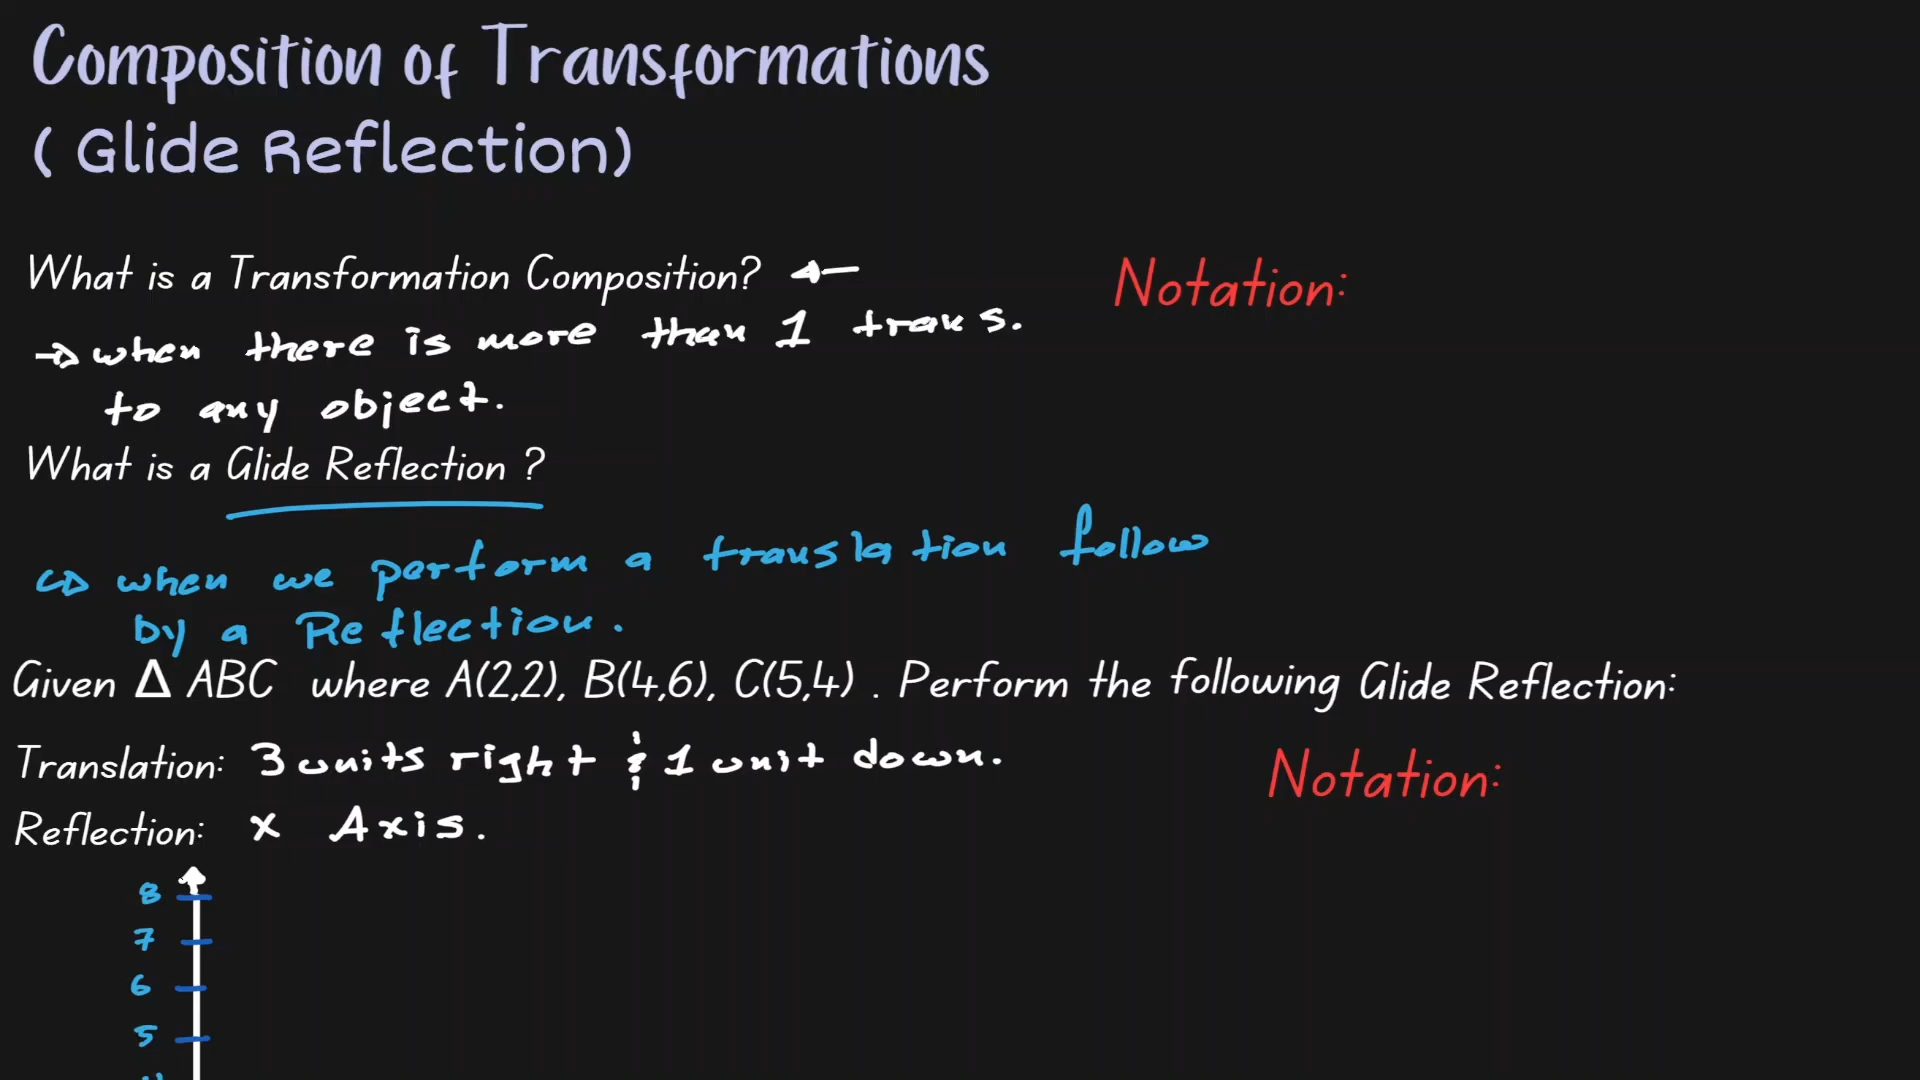 Composition of Transformations
( Glide Reflection)
What is a Transformation Composition?
Notation:
when there is more than 1 trans.
to any object.
What is a Glide Reflection ?
when we perform a translation follow
by a Reflection.
Given Δ ABC where A(2,2), B(4,6), C(5,4) . Perform the following Glide Reflection:
Translation: 3 units right & 1 unit down.
Notation:
Reflection: x Axis.
8
7
6
5